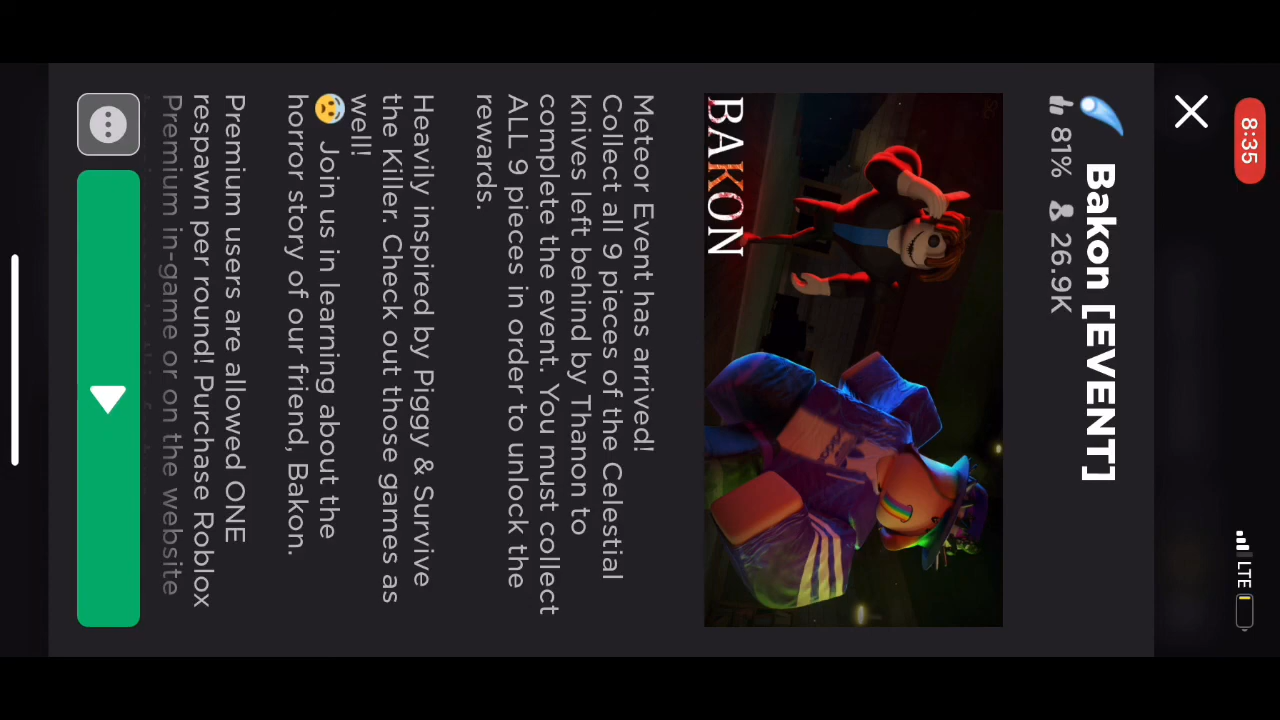 8:35
LTE
☄️ Bakon [EVENT]
81% 26.9K
BAKON
Meteor Event has arrived!
Collect all 9 pieces of the Celestial
knives left behind by Thanon to
complete the event. You must collect
ALL 9 pieces in order to unlock the
rewards.
Heavily inspired by Piggy & Survive
the Killer. Check out those games as
well!
😰 Join us in learning about the
horror story of our friend, Bakon.
Premium users are allowed ONE
respawn per round! Purchase Roblox
Premium in-game or on the website